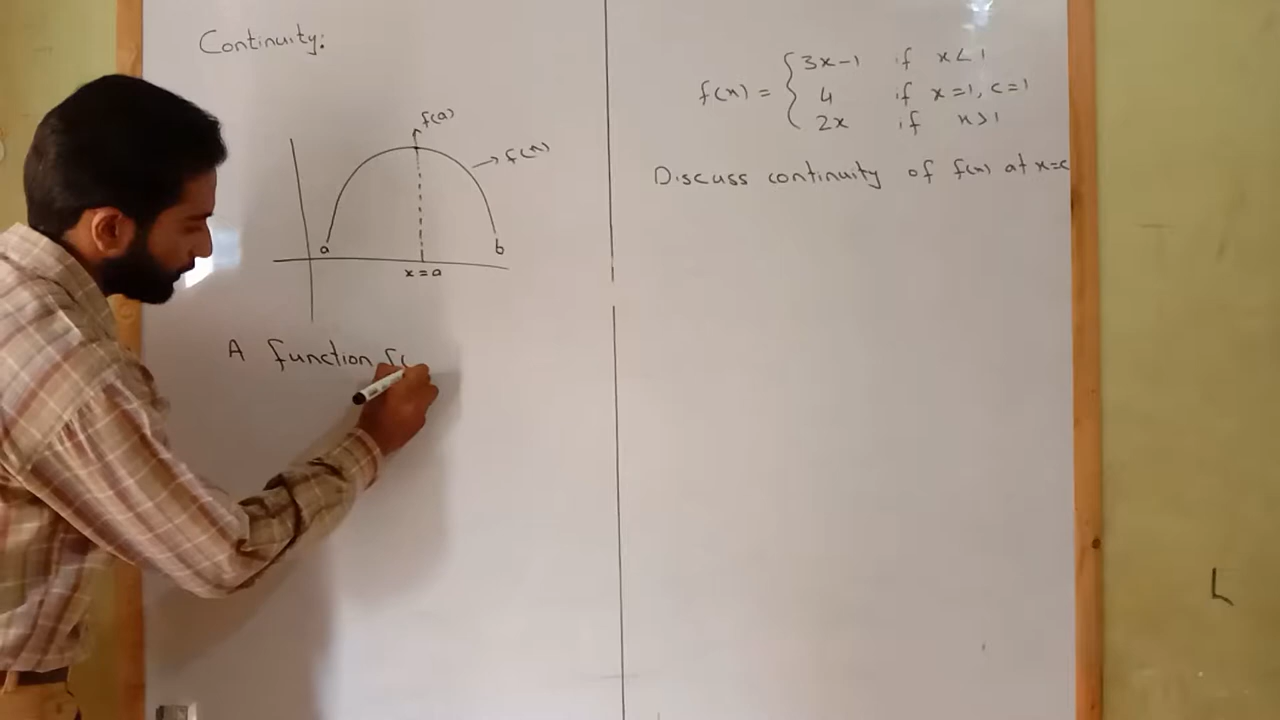 Continuity:
f(a)
f(x)
a
b
x=a
A function f(
f(x) = { 3x-1 if x<1
4 if x=1, c=1
2x if x>1
Discuss continuity of f(x) at x=c